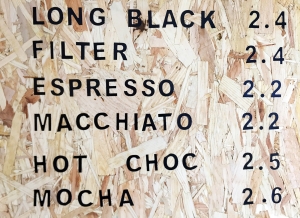 LONG BLACK 2.4
FILTER 2.4
ESPRESSO 2.2
MACCHIATO 2.2
HOT CHOC 2.5
MOCHA 2.6